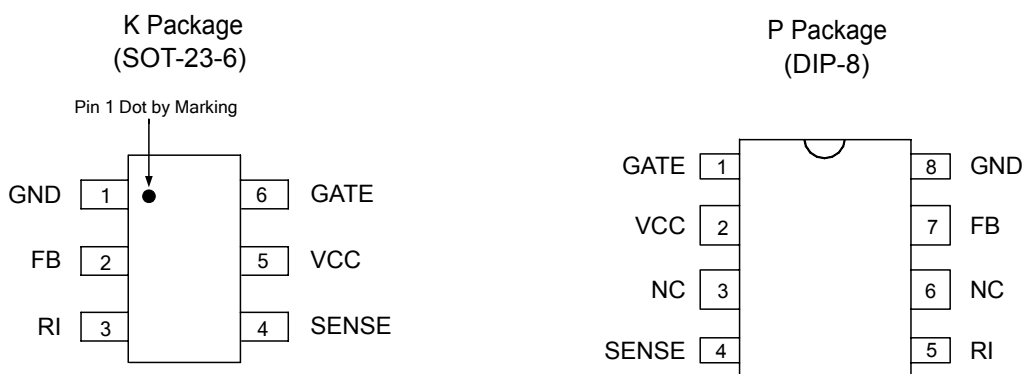 K Package
(SOT-23-6)
Pin 1 Dot by Marking
GND 1 6 GATE
FB 2 5 VCC
RI 3 4 SENSE
P Package
(DIP-8)
GATE 1 8 GND
VCC 2 7 FB
NC 3 6 NC
SENSE 4 5 RI